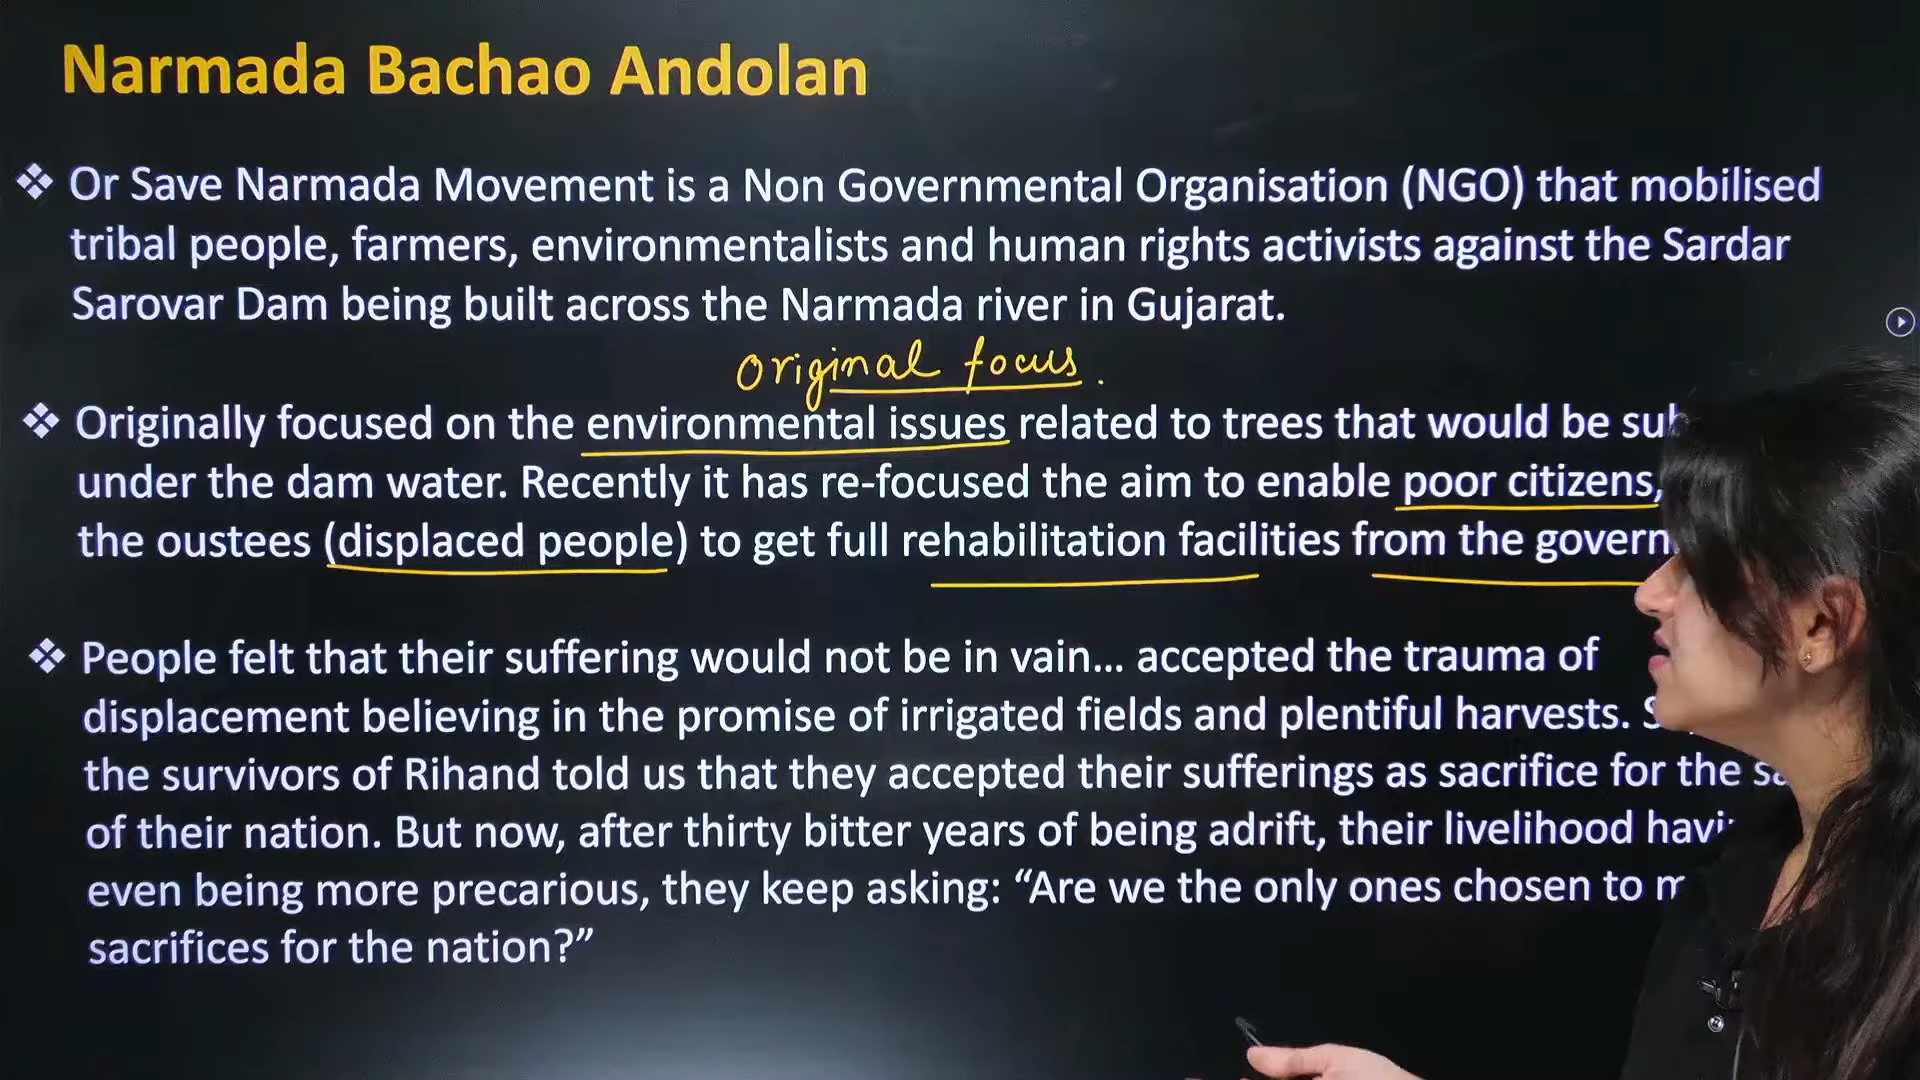 Narmada Bachao Andolan
❖ Or Save Narmada Movement is a Non Governmental Organisation (NGO) that mobilised
tribal people, farmers, environmentalists and human rights activists against the Sardar
Sarovar Dam being built across the Narmada river in Gujarat.
Original focus.
❖ Originally focused on the environmental issues related to trees that would be
under the dam water. Recently it has re-focused the aim to enable poor citizens,
the oustees (displaced people) to get full rehabilitation facilities from the
❖ People felt that their suffering would not be in vain... accepted the trauma of
displacement believing in the promise of irrigated fields and plentiful harvests.
the survivors of Rihand told us that they accepted their sufferings as sacrifice for the
of their nation. But now, after thirty bitter years of being adrift, their livelihood
even being more precarious, they keep asking: “Are we the only ones chosen to
sacrifices for the nation?”